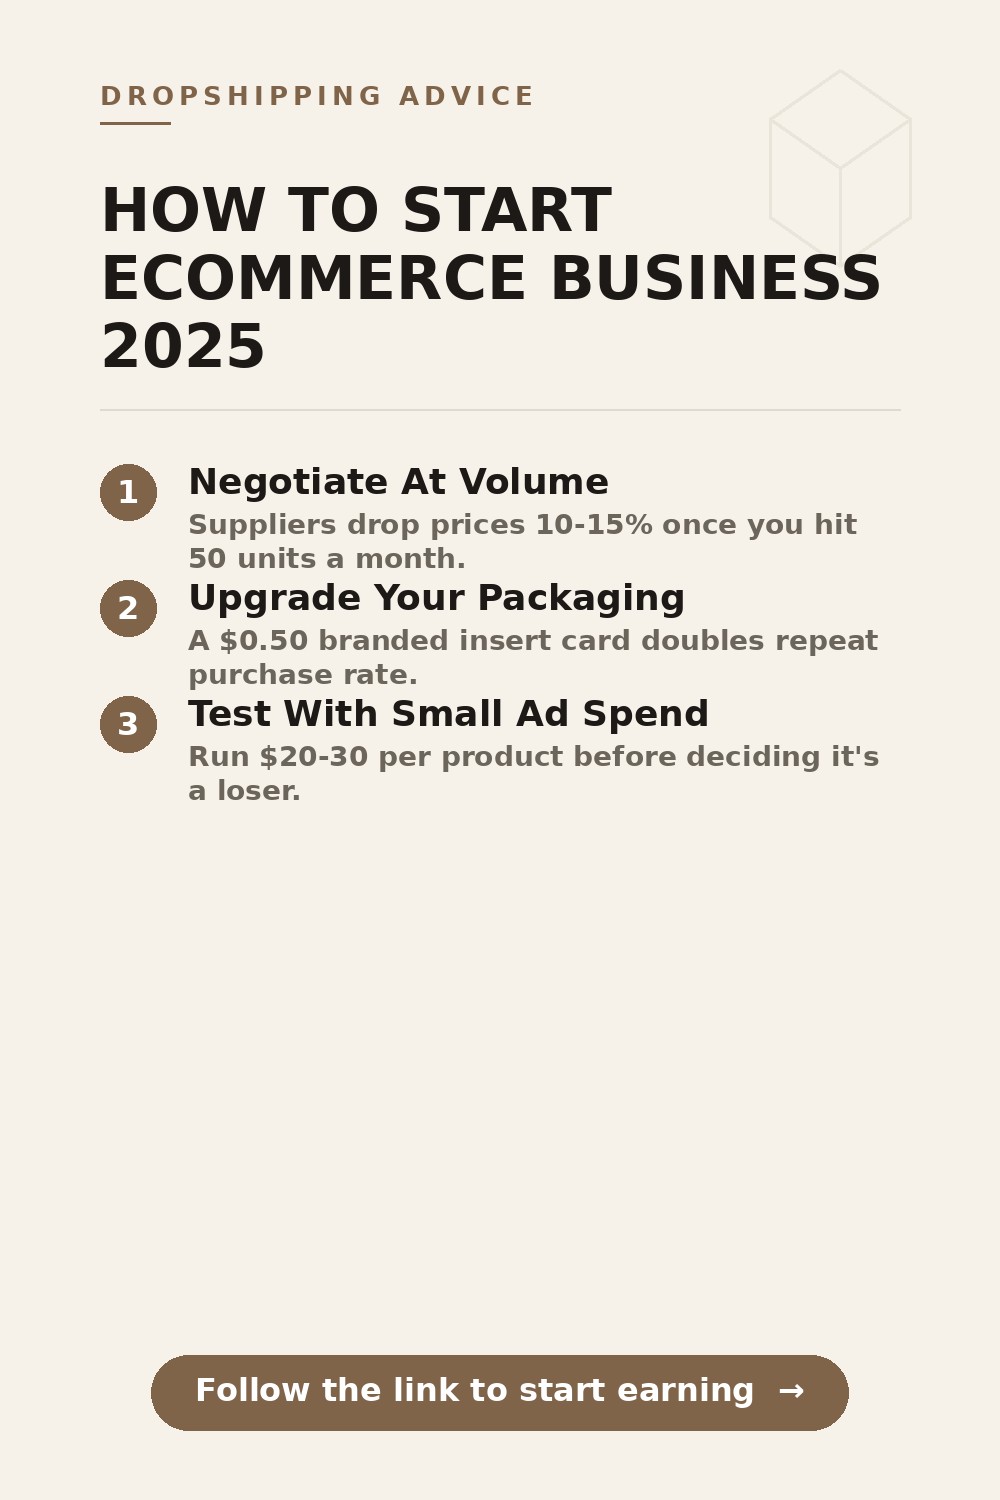 DROPSHIPPING ADVICE
HOW TO START
ECOMMERCE BUSINESS
2025
1 Negotiate At Volume
Suppliers drop prices 10-15% once you hit
50 units a month.
2 Upgrade Your Packaging
A $0.50 branded insert card doubles repeat
purchase rate.
3 Test With Small Ad Spend
Run $20-30 per product before deciding it's
a loser.
Follow the link to start earning →